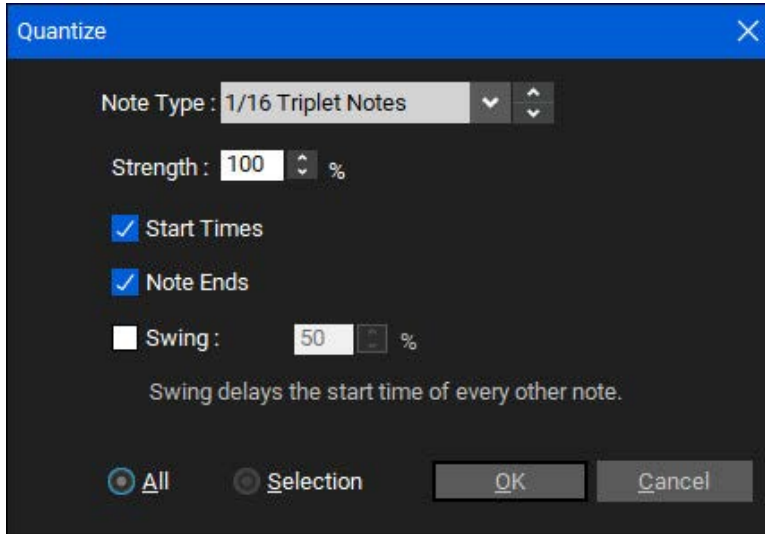 Quantize
Note Type : 1/16 Triplet Notes
Strength : 100 %
Start Times
Note Ends
Swing : 50 %
Swing delays the start time of every other note.
All Selection OK Cancel